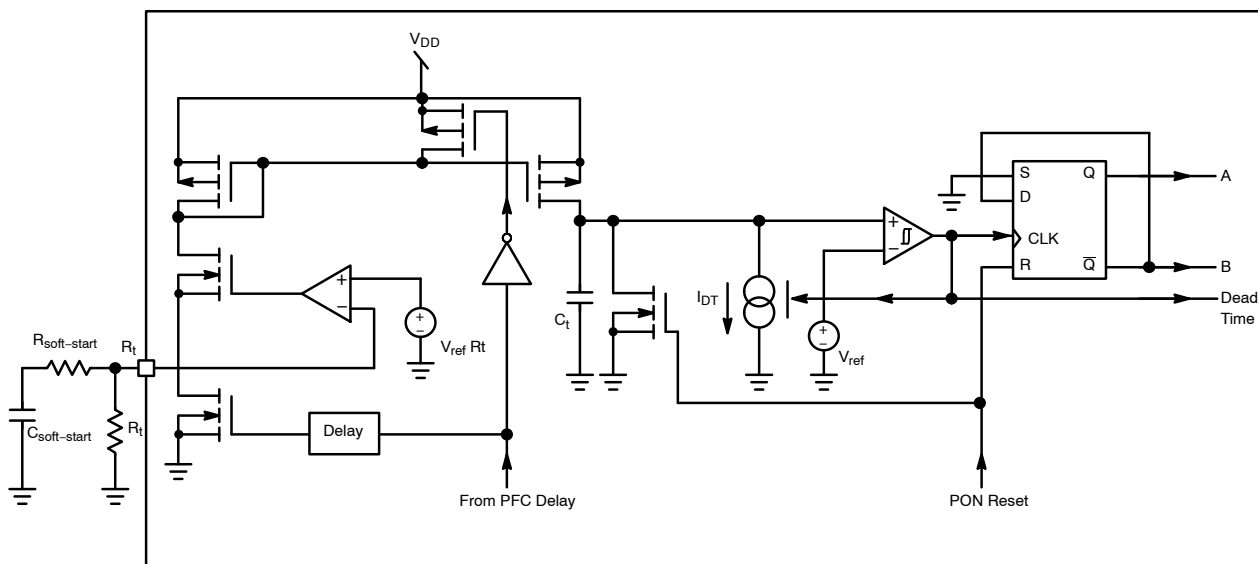 VDD
S
Q
A
D
CLK
R
Q
B
Dead
Time
+
−
+
−
+
−
Vref Rt
Ct
IDT
+
−
Vref
Rsoft−start
Rt
Csoft−start
Rt
Delay
From PFC Delay
PON Reset